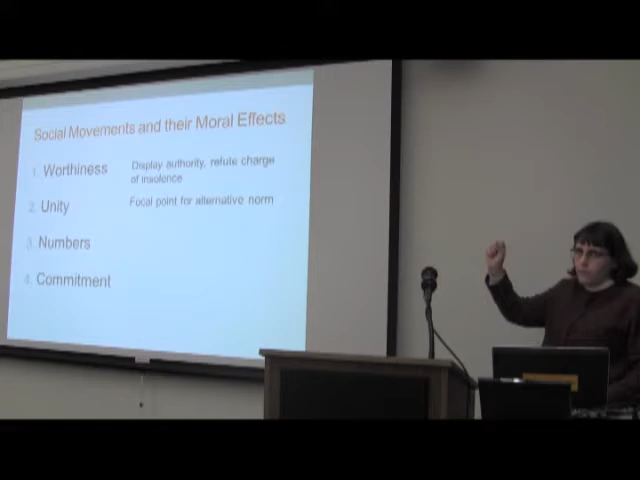 Social Movements and their Moral Effects
1. Worthiness Display authority, refute charge
of insolence
2. Unity Focal point for alternative norm
3. Numbers
4. Commitment